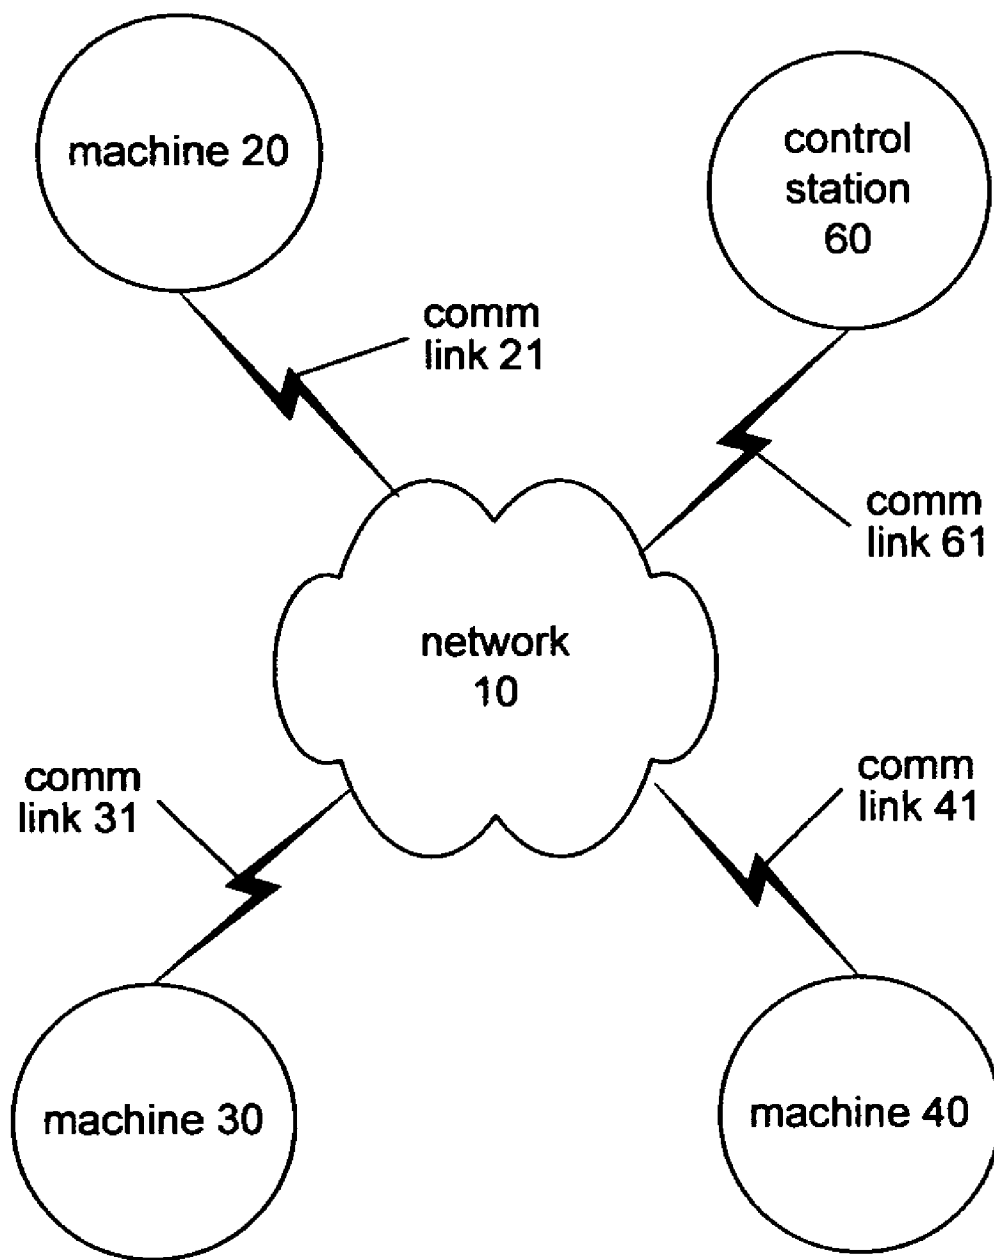 machine 20
control
station
60
comm
link 21
comm
link 61
network
10
comm
link 31
comm
link 41
machine 30
machine 40